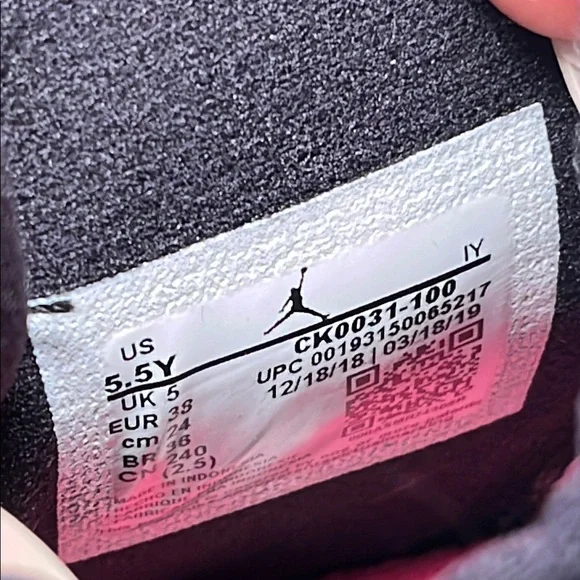 IY
US
5.5Y
CK0031-100
UPC 00193150065217
12/18/18 | 03/18/19
UK 5
EUR 38
cm 24
BR 36
CN 240
(2.5)
MADE IN INDONESIA